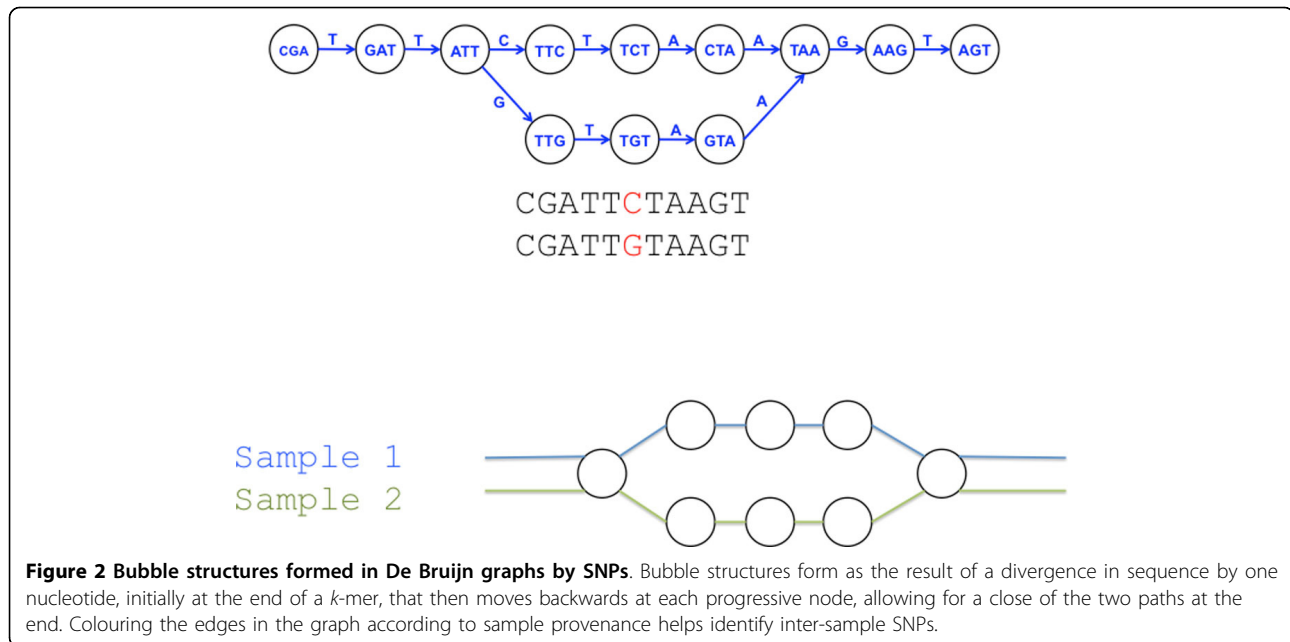 CGA T GAT T ATT C TTC T TCT A CTA A TAA G AAG T AGT
G A
TTG T TGT A GTA
CGATTCTAAGT
CGATTGTAAGT
Sample 1
Sample 2
Figure 2 Bubble structures formed in De Bruijn graphs by SNPs. Bubble structures form as the result of a divergence in sequence by one
nucleotide, initially at the end of a k-mer, that then moves backwards at each progressive node, allowing for a close of the two paths at the
end. Colouring the edges in the graph according to sample provenance helps identify inter-sample SNPs.